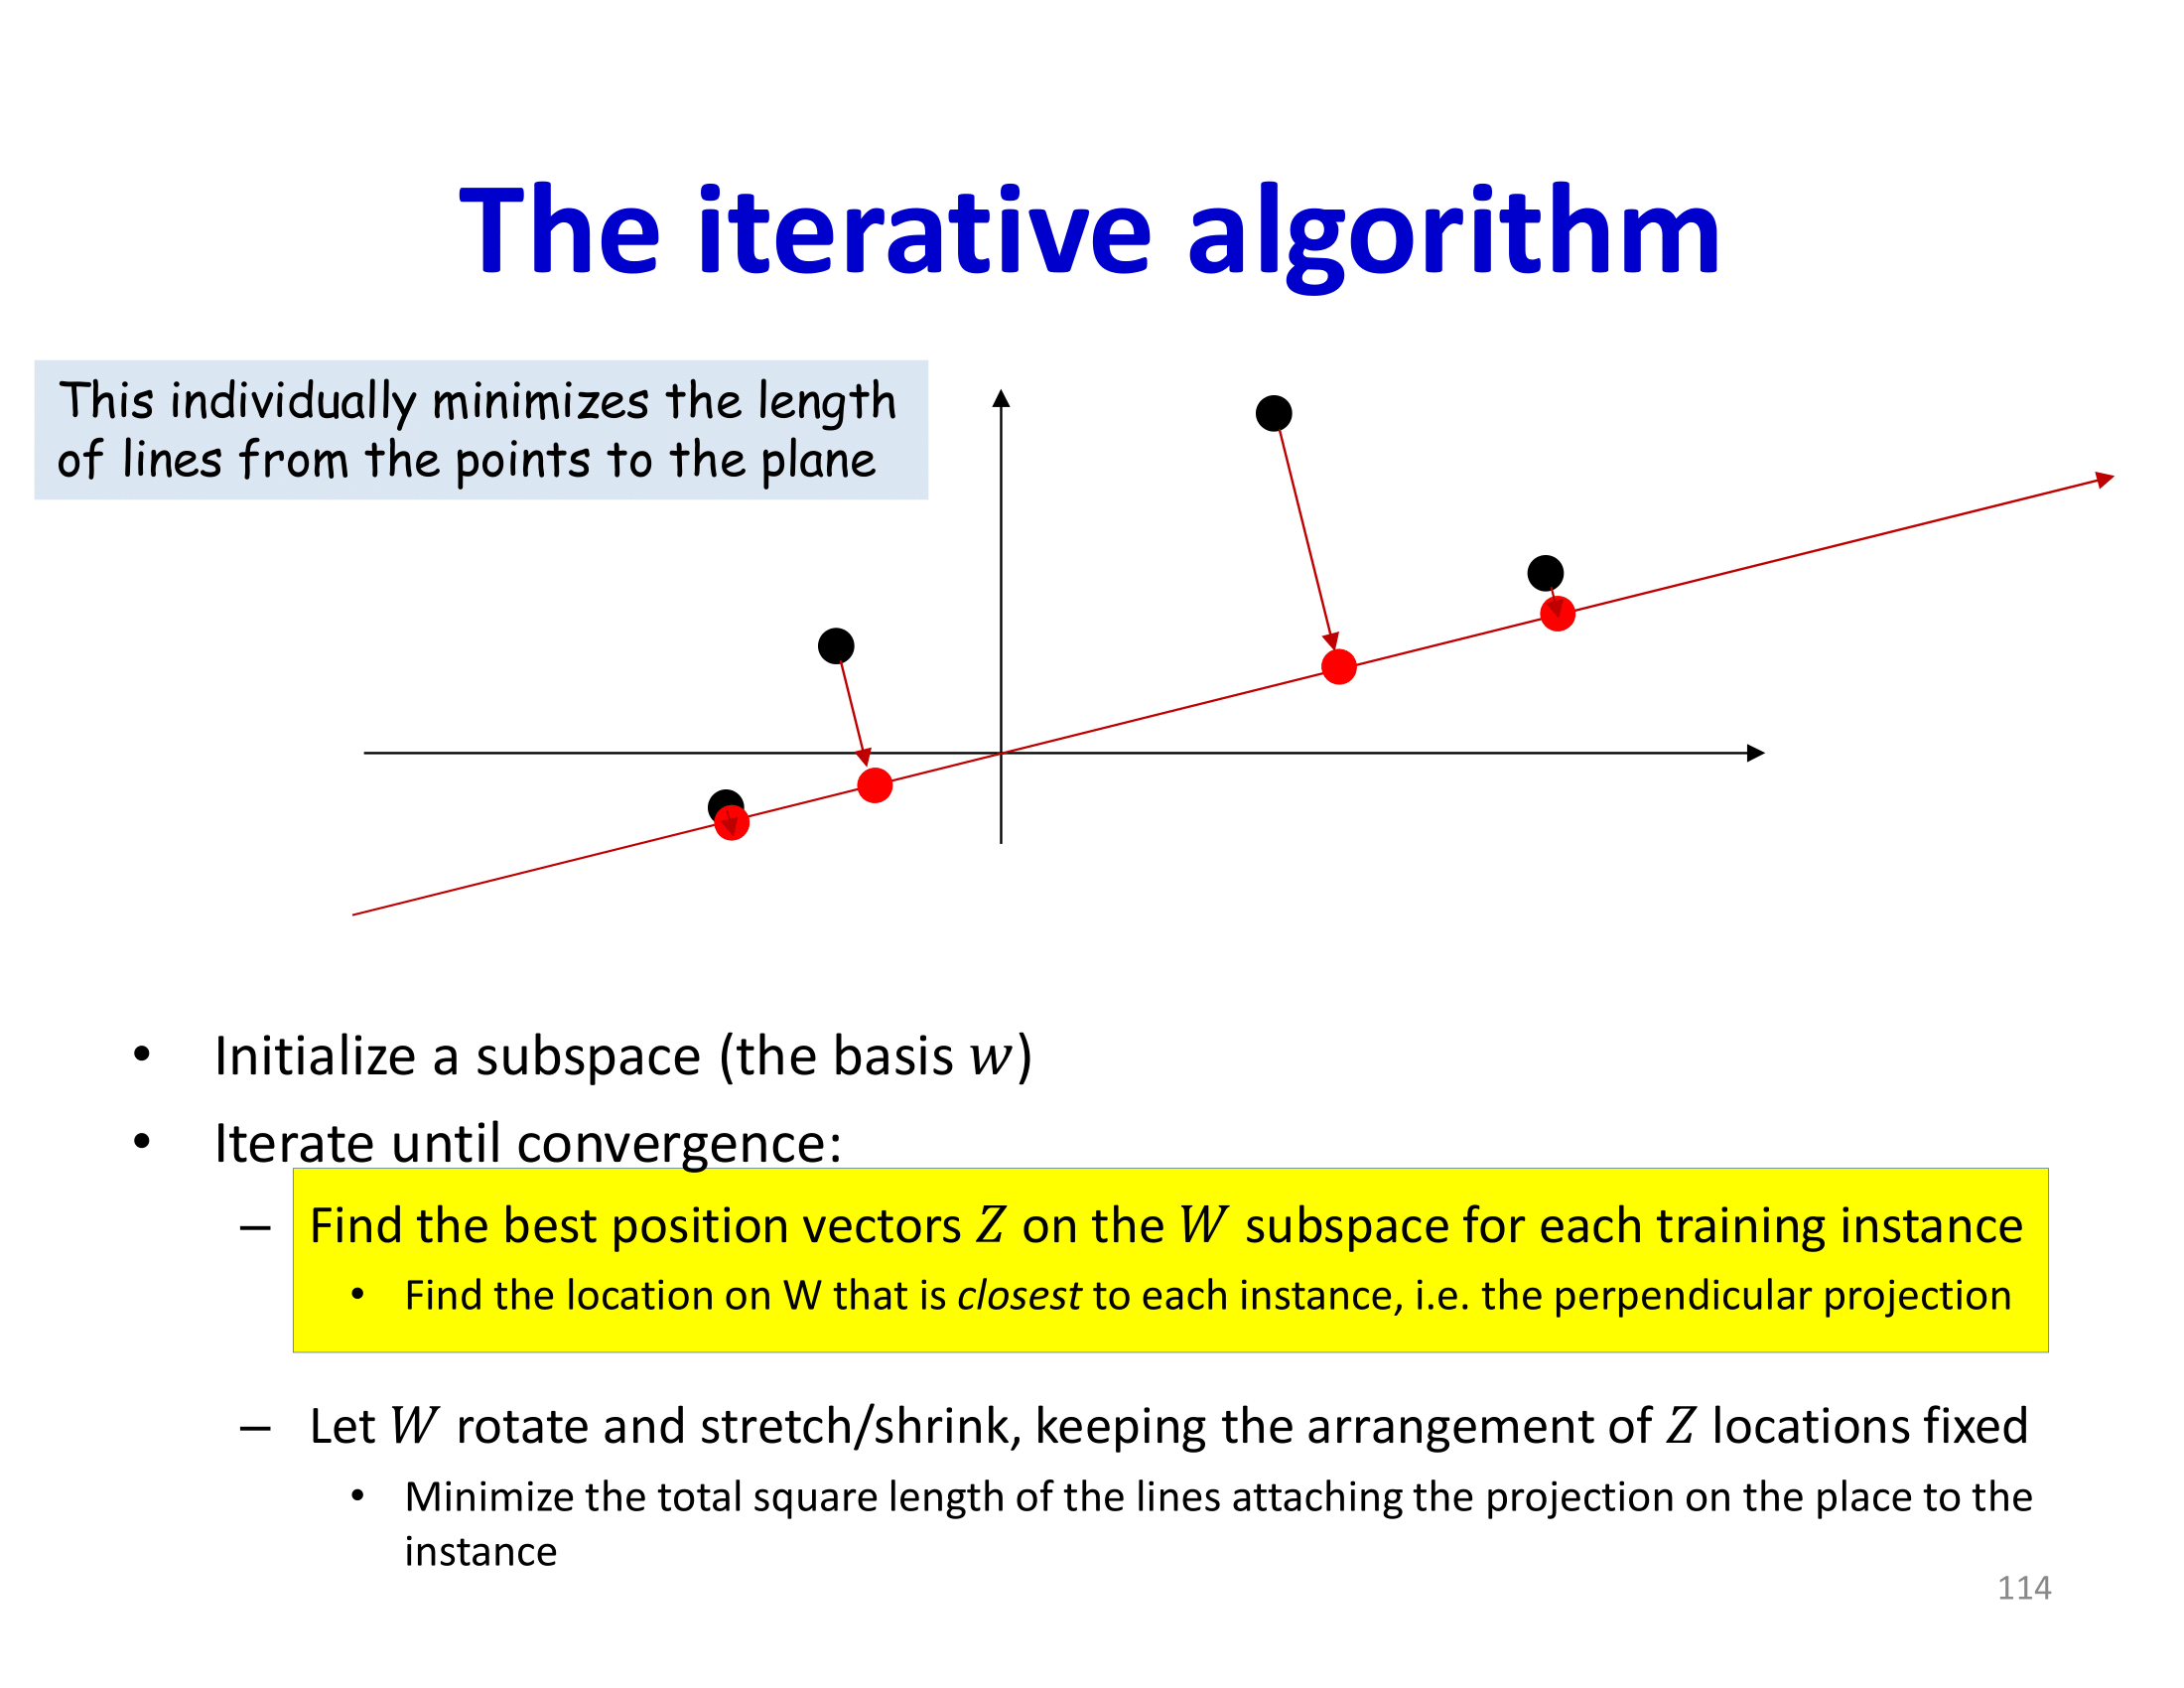 The iterative algorithm
This individually minimizes the length
of lines from the points to the plane
• Initialize a subspace (the basis w)
• Iterate until convergence:
– Find the best position vectors Z on the W subspace for each training instance
• Find the location on W that is closest to each instance, i.e. the perpendicular projection
– Let W rotate and stretch/shrink, keeping the arrangement of Z locations fixed
• Minimize the total square length of the lines attaching the projection on the place to the
instance
114